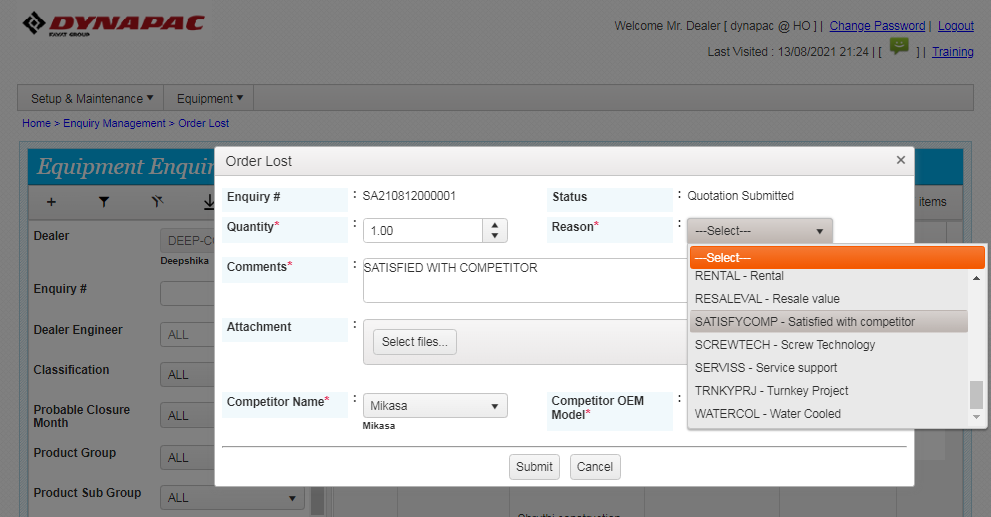 DYNAPAC
Welcome Mr. Dealer [ dynapac @ HO ] | Change Password | Logout
Last Visited : 13/08/2021 21:24 | [ ] | Training
Setup & Maintenance Equipment
Home > Enquiry Management > Order Lost
Equipment Enquir
Order Lost
items
Enquiry # : SA210812000001 Status : Quotation Submitted
Quantity* : 1.00 Reason* : ---Select---
---Select---
RENTAL - Rental
RESALEVAL - Resale value
SATISFYCOMP - Satisfied with competitor
SCREWTECH - Screw Technology
SERVISS - Service support
TRNKYPRJ - Turnkey Project
WATERCOL - Water Cooled
Comments* : SATISFIED WITH COMPETITOR
Attachment : Select files...
Competitor Name* : Mikasa Competitor OEM
Model* :
Mikasa
Submit Cancel
Dealer DEEP-CO
Deepshika
Enquiry #
Dealer Engineer ALL
Classification ALL
Probable Closure
Month ALL
Product Group ALL
Product Sub Group ALL